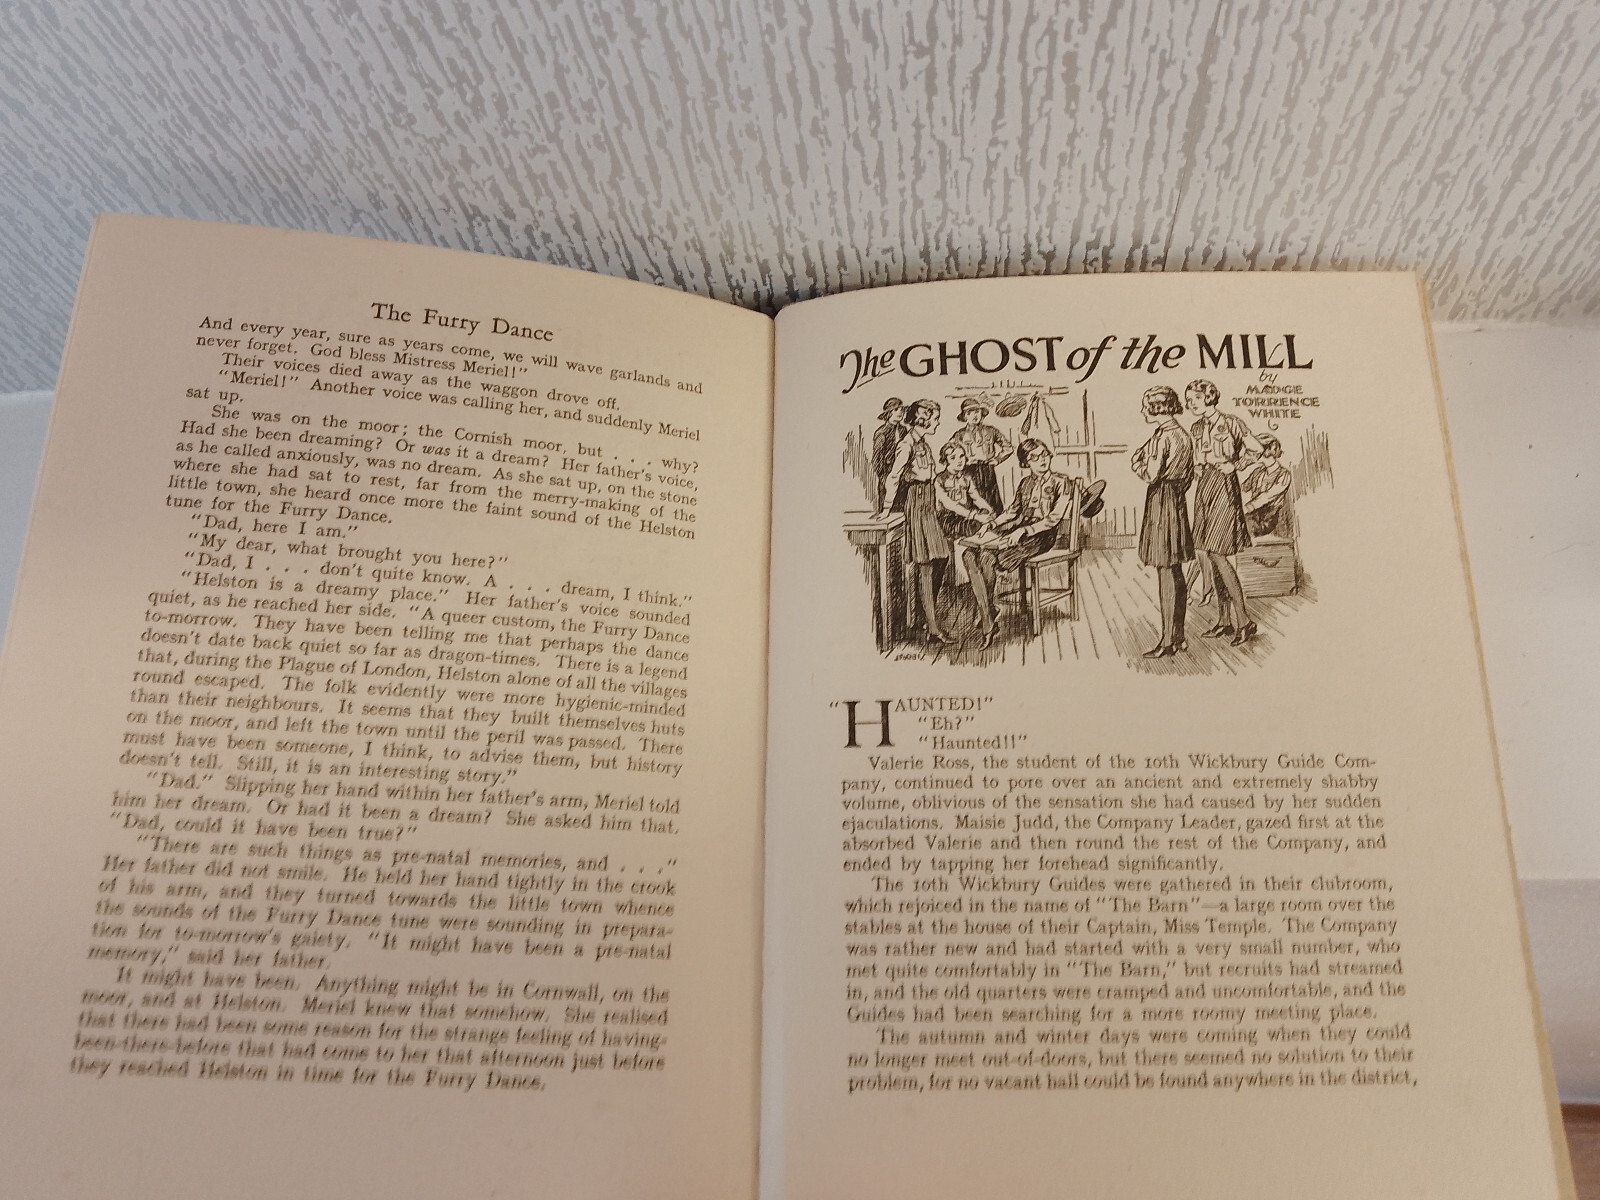 The Furry Dance
And every year, sure as years come, we will wave garlands and
never forget. God bless Mistress Meriel!"
Their voices died away as the waggon drove off.
"Meriel!" Another voice was calling her, and suddenly Meriel
sat up.
She was on the moor; the Cornish moor, but . . . why?
Had she been dreaming? Or was it a dream? Her father's voice,
as he called anxiously, was no dream. As she sat up, on the stone
where she had sat to rest, far from the merry-making of the
little town, she heard once more the faint sound of the Helston
tune for the Furry Dance.
"Dad, here I am."
"My dear, what brought you here?"
"Dad, I . . . don't quite know. A . . . dream, I think."
"Helston is a dreamy place." Her father's voice sounded
quiet, as he reached her side. "A queer custom, the Furry Dance
to-morrow. They have been telling me that perhaps the dance
doesn't date back quiet so far as dragon-times. There is a legend
that, during the Plague of London, Helston alone of all the villages
round escaped. The folk evidently were more hygienic-minded
than their neighbours. It seems that they built themselves huts
on the moor, and left the town until the peril was passed. There
must have been someone, I think, to advise them, but history
doesn't tell. Still, it is an interesting story."
"Dad." Slipping her hand within her father's arm, Meriel told
him her dream. Or had it been a dream? She asked him that.
"Dad, could it have been true?"
"There are such things as pre-natal memories, and . . ."
Her father did not smile. He held her hand tightly in the crook
of his arm, and they turned towards the little town whence
the sounds of the Furry Dance tune were sounding in prepara-
tion for to-morrow's gaiety. "It might have been a pre-natal
memory," said her father.
It might have been. Anything might be in Cornwall, on the
moor, and at Helston. Meriel knew that somehow. She realised
that there had been some reason for the strange feeling of having-
been-there-before that had come to her that afternoon just before
they reached Helston in time for the Furry Dance.
The GHOST of the MILL
by
MADGE
TORRENCE
WHITE
"HAUNTED!"
"Eh?"
"Haunted!!"
Valerie Ross, the student of the 10th Wickbury Guide Com-
pany, continued to pore over an ancient and extremely shabby
volume, oblivious of the sensation she had caused by her sudden
ejaculations. Maisie Judd, the Company Leader, gazed first at the
absorbed Valerie and then round the rest of the Company, and
ended by tapping her forehead significantly.
The 10th Wickbury Guides were gathered in their clubroom,
which rejoiced in the name of "The Barn"—a large room over the
stables at the house of their Captain, Miss Temple. The Company
was rather new and had started with a very small number, who
met quite comfortably in "The Barn," but recruits had streamed
in, and the old quarters were cramped and uncomfortable, and the
Guides had been searching for a more roomy meeting place.
The autumn and winter days were coming when they could
no longer meet out-of-doors, but there seemed no solution to their
problem, for no vacant hall could be found anywhere in the district,